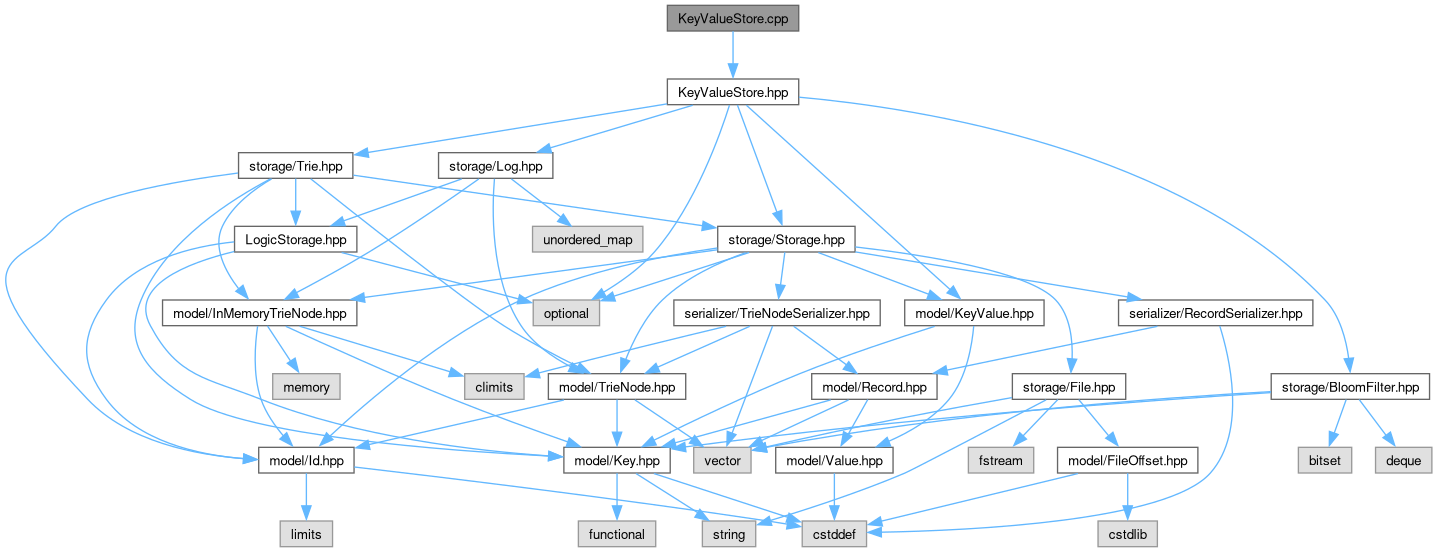 KeyValueStore.cpp
KeyValueStore.hpp
storage/Trie.hpp
storage/Log.hpp
LogicStorage.hpp
unordered_map
storage/Storage.hpp
model/InMemoryTrieNode.hpp
optional
serializer/TrieNodeSerializer.hpp
model/KeyValue.hpp
serializer/RecordSerializer.hpp
memory
climits
model/TrieNode.hpp
model/Record.hpp
storage/File.hpp
storage/BloomFilter.hpp
model/Id.hpp
model/Key.hpp
vector
model/Value.hpp
fstream
model/FileOffset.hpp
bitset
deque
limits
functional
string
cstddef
cstdlib